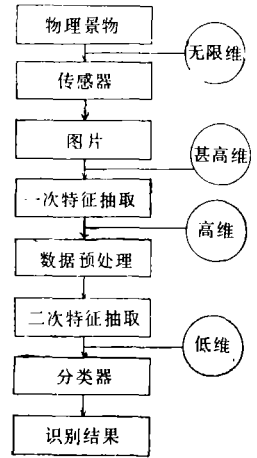 物理景物
无限维
传感器
图片
甚高维
一次特征抽取
高维
数据预处理
二次特征抽取
低维
分类器
识别结果